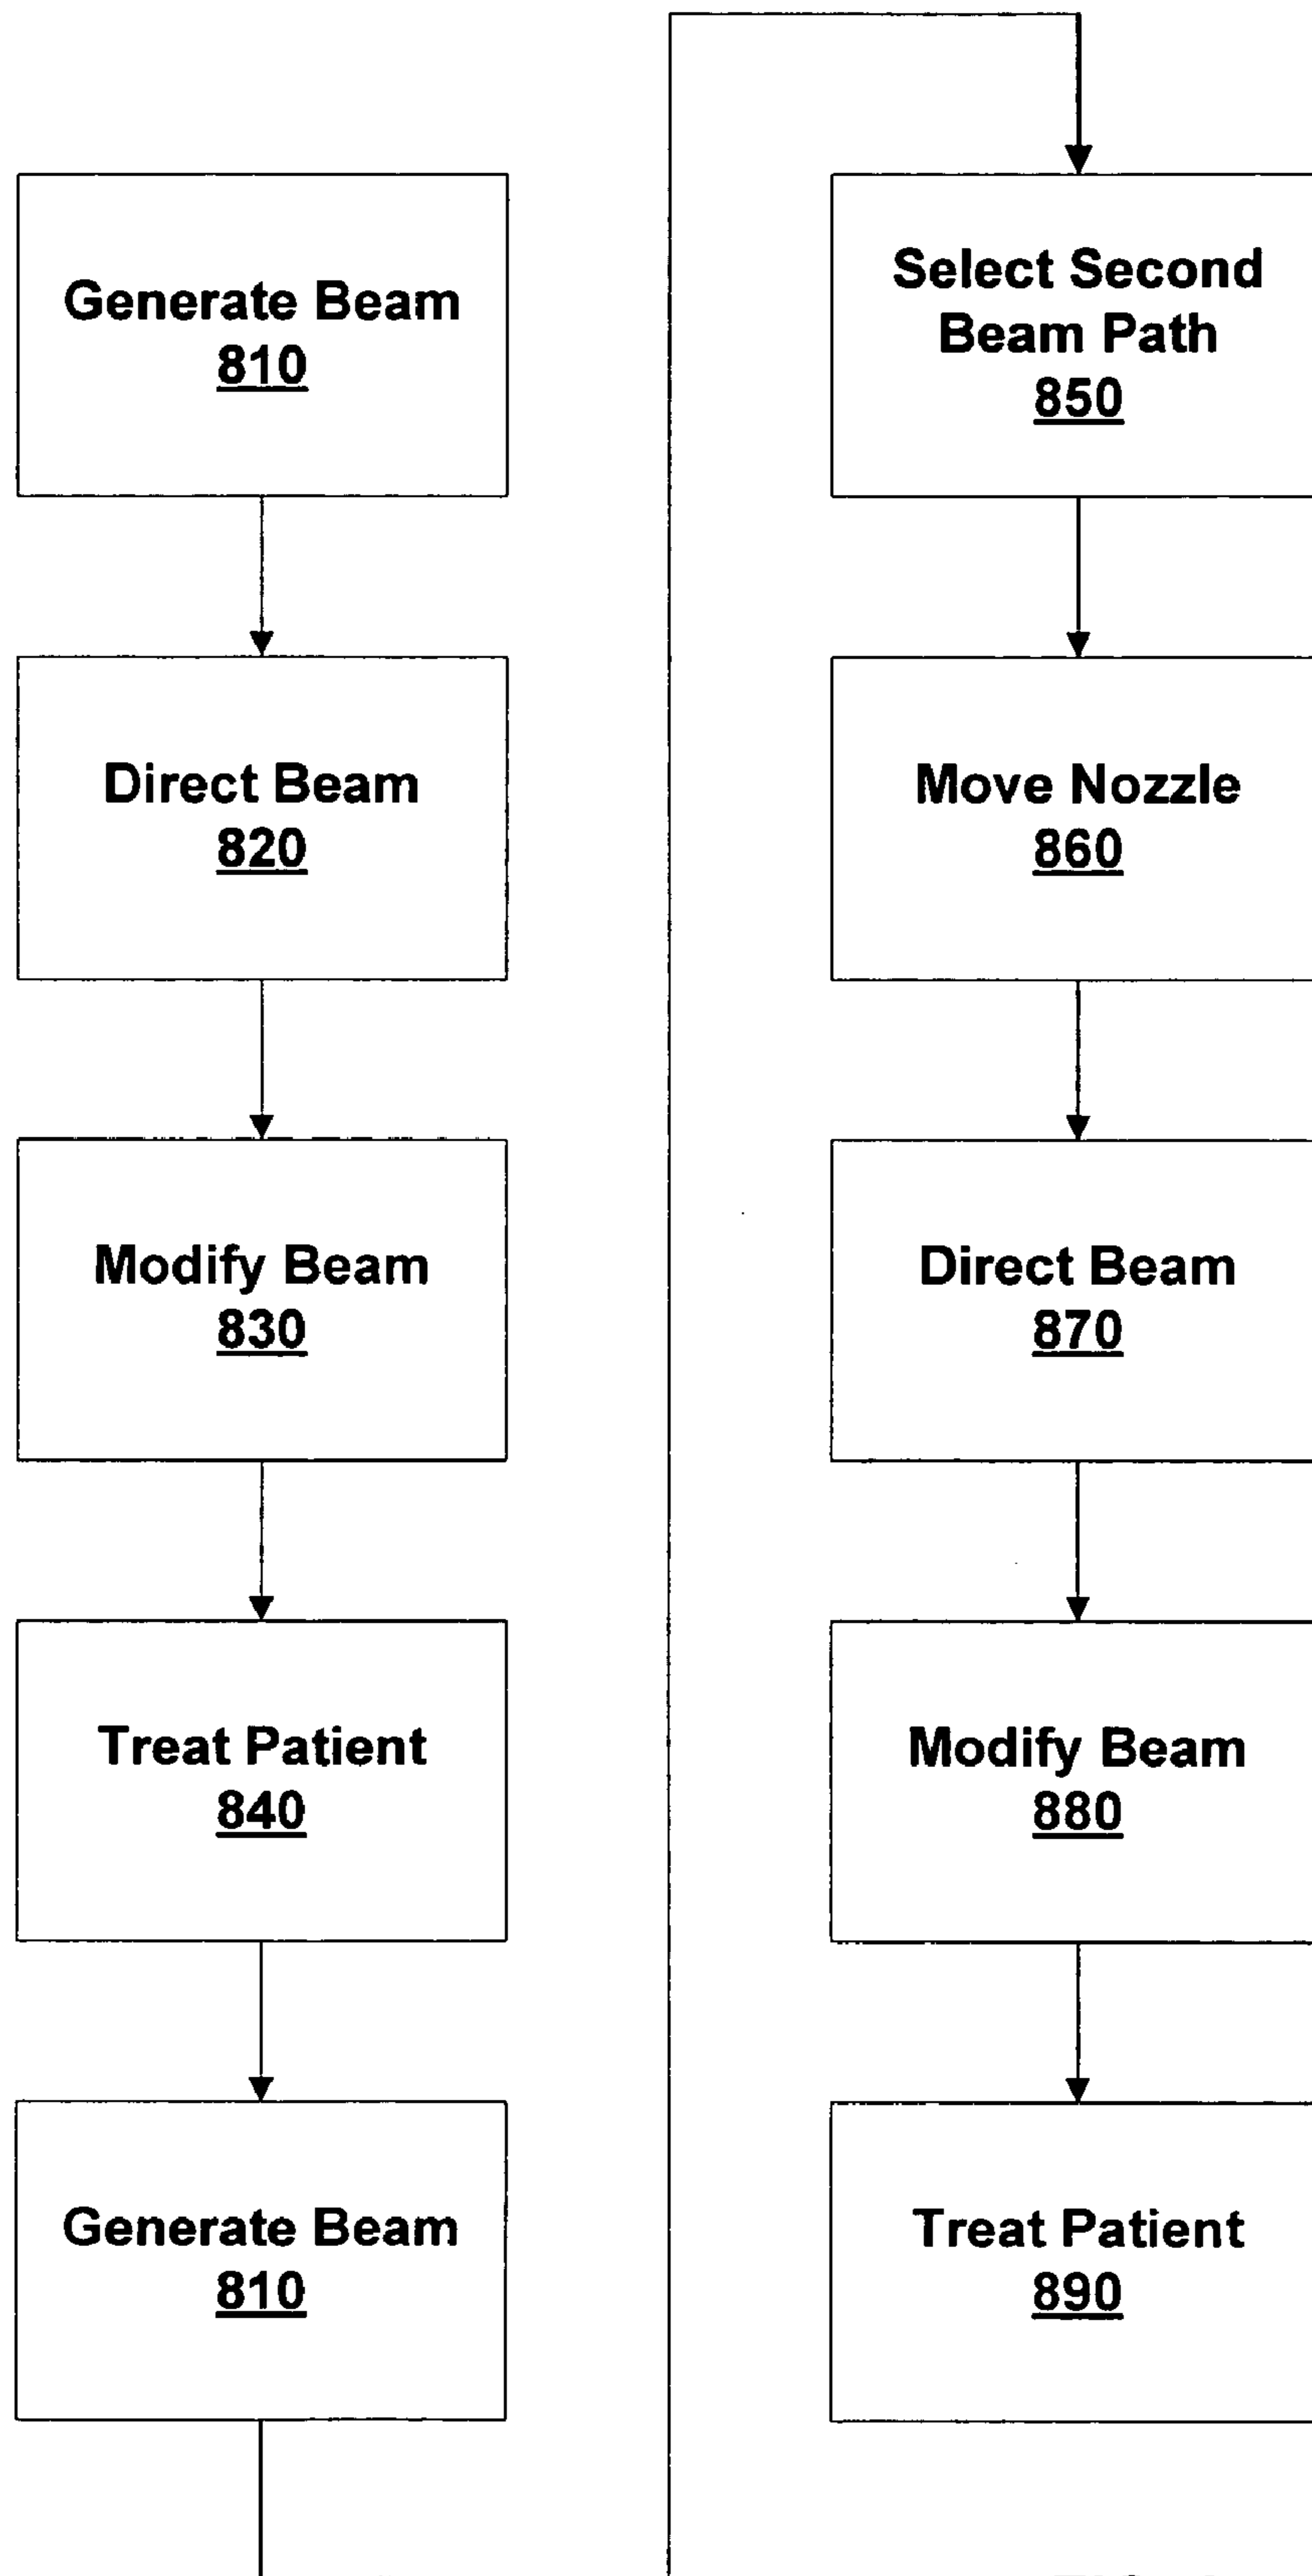 Generate Beam
810
Direct Beam
820
Modify Beam
830
Treat Patient
840
Generate Beam
810
Select Second
Beam Path
850
Move Nozzle
860
Direct Beam
870
Modify Beam
880
Treat Patient
890